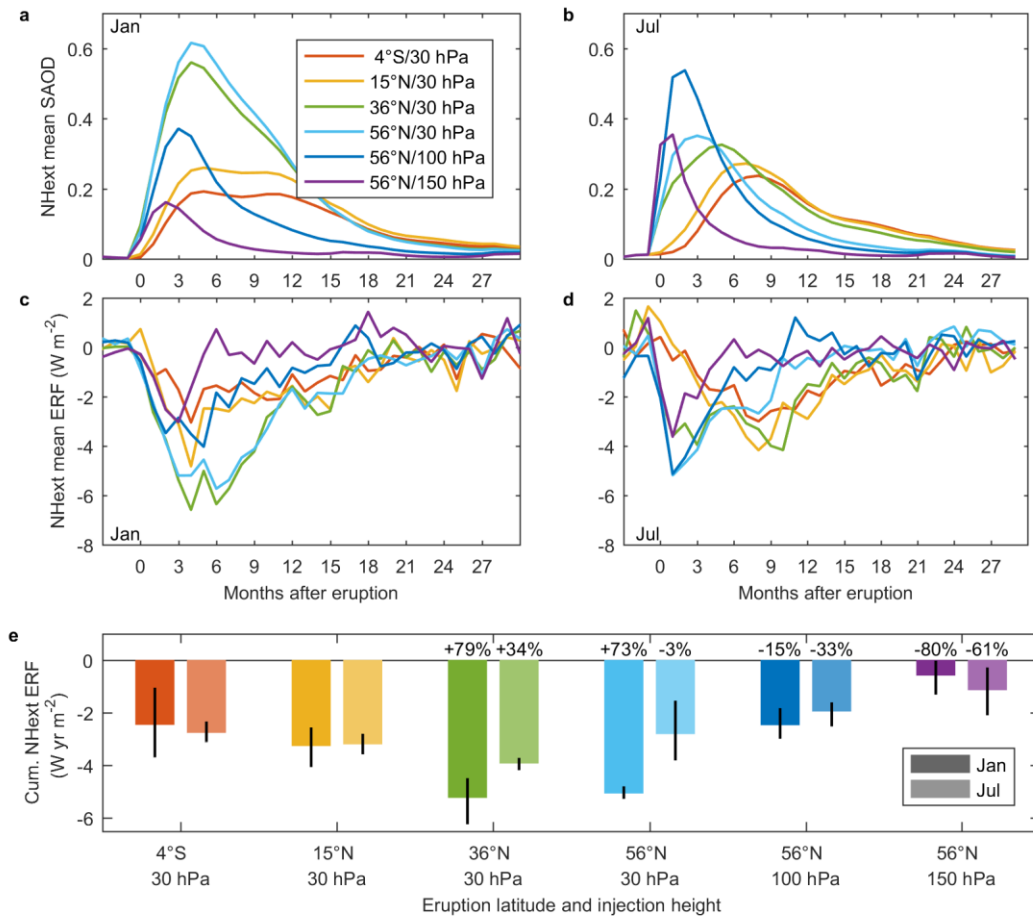 a
Jan
NHext mean SAOD
0.6
0.4
0.2
0
0 3 6 9 12 15 18 21 24 27
4°S/30 hPa
15°N/30 hPa
36°N/30 hPa
56°N/30 hPa
56°N/100 hPa
56°N/150 hPa
b
Jul
0.6
0.4
0.2
0
0 3 6 9 12 15 18 21 24 27
c
NHext mean ERF (W m-2)
2
0
-2
-4
-6
-8
Jan
0 3 6 9 12 15 18 21 24 27
Months after eruption
d
2
0
-2
-4
-6
-8
Jul
0 3 6 9 12 15 18 21 24 27
Months after eruption
e
Cum. NHext ERF
(W yr m-2)
0
-2
-4
-6
+79% +34% +73% -3% -15% -33% -80% -61%
Jan
Jul
4°S 15°N 36°N 56°N 56°N 56°N
30 hPa 30 hPa 30 hPa 30 hPa 100 hPa 150 hPa
Eruption latitude and injection height